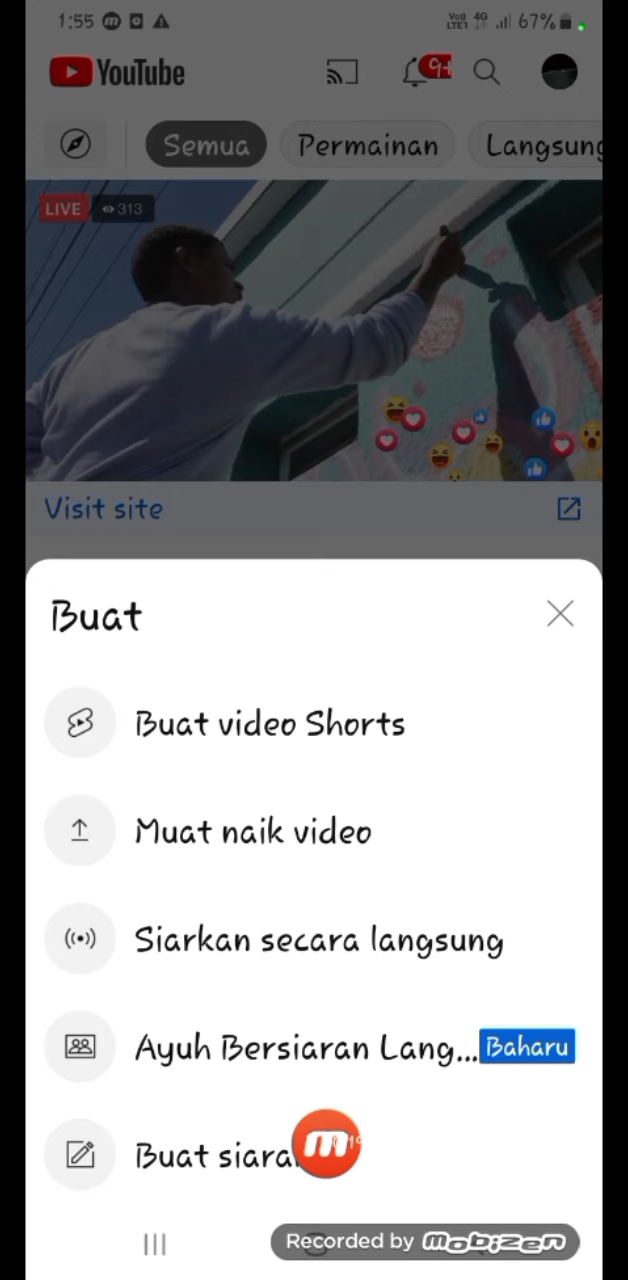 1:55
Vo))
LTE1
4G
67%
YouTube
9+
Semua
Permainan
Langsung
LIVE
313
Visit site
Buat
Buat video Shorts
Muat naik video
Siarkan secara langsung
Ayuh Bersiaran Lang... Baharu
Buat siara
Recorded by mobizen